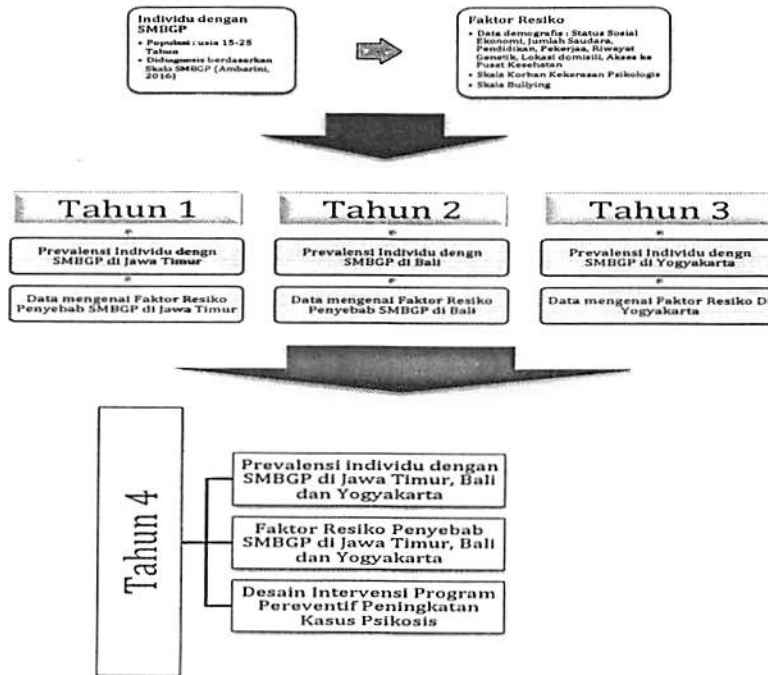 Individu dengan
SMBGP
• Populasi : usia 15-25
Tahun
• Didiagnosis berdasarkan
Skala SMBGP (Ambarini,
2016)
Faktor Resiko
• Data demografis : Status Sosial
Ekonomi, Jumlah Saudara,
Pendidikan, Pekerjaa, Riwayat
Genetik, Lokasi domisili, Akses ke
Pusat Kesehatan
• Skala Korban Kekerasan Psikologis
• Skala Bullying
Tahun 1
Prevalensi Individu dengn
SMBGP di Jawa Timur
Data mengenai Faktor Resiko
Penyebab SMBGP di Jawa Timur
Tahun 2
Prevalensi Individu dengn
SMBGP di Bali
Data mengenai Faktor Resiko
Penyebab SMBGP di Bali
Tahun 3
Prevalensi Individu dengn
SMBGP di Yogyakarta
Data mengenai Faktor Resiko Di
Yogyakarta
Tahun 4
Prevalensi individu dengan
SMBGP di Jawa Timur, Bali
dan Yogyakarta
Faktor Resiko Penyebab
SMBGP di Jawa Timur, Bali
dan Yogyakarta
Desain Intervensi Program
Pereventif Peningkatan
Kasus Psikosis